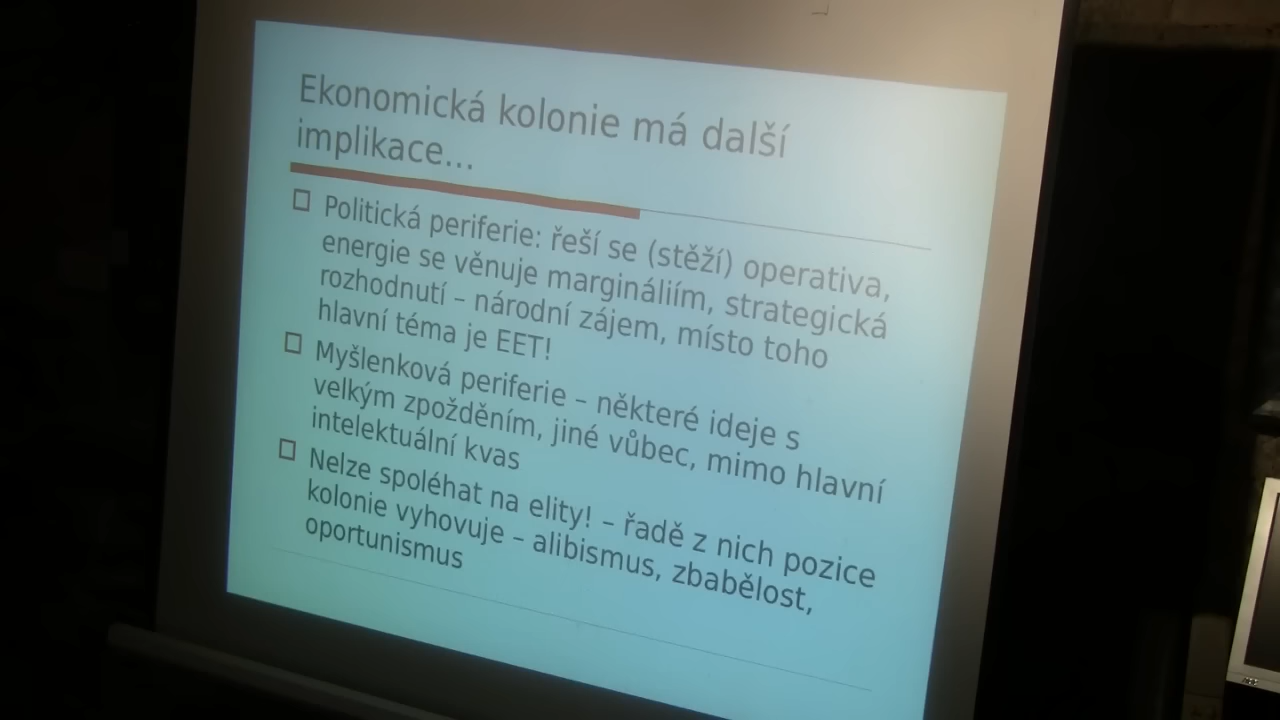 Ekonomická kolonie má další
implikace...
Politická periferie: řeší se (stěží) operativa,
energie se věnuje margináliím, strategická
rozhodnutí – národní zájem, místo toho
hlavní téma je EET!
Myšlenková periferie – některé ideje s
velkým zpožděním, jiné vůbec, mimo hlavní
intelektuální kvas
Nelze spoléhat na elity! – řadě z nich pozice
kolonie vyhovuje – alibismus, zbabělost,
oportunismus